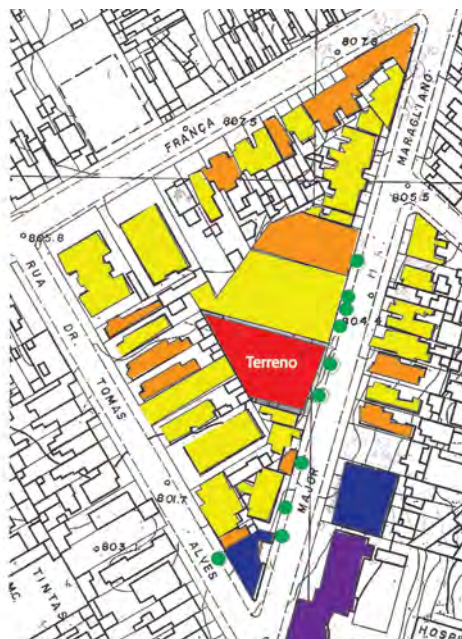 807.8
FRANÇA 807.5
MARAGLIANO
805.5
805.8
RUA
DR.
TOMAS
ALVES
804.4
Terreno
MAJOR
801.7
803.
TINTAS
M.C.
HOSP